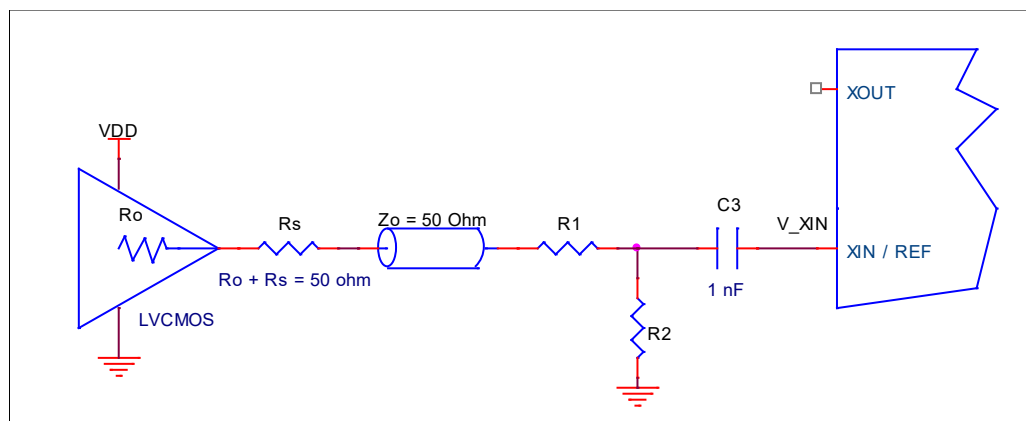 XOUT
VDD
Ro
Rs
Zo = 50 Ohm
R1
C3
V_XIN
XIN / REF
Ro + Rs = 50 ohm
1 nF
LVCMOS
R2